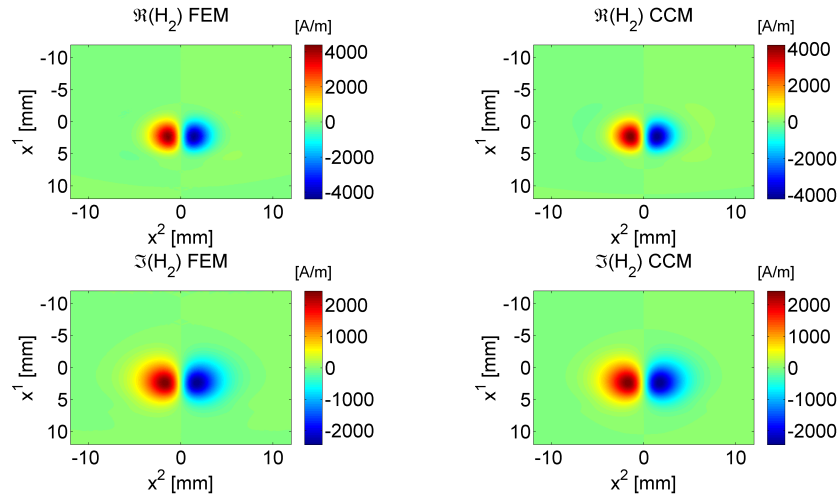 ℜ(H₂) FEM
[A/m]
-10
-5
0
5
10
x¹ [mm]
-10 0 10
x² [mm]
4000
2000
0
-2000
-4000
ℜ(H₂) CCM
[A/m]
-10
-5
0
5
10
x¹ [mm]
-10 0 10
x² [mm]
4000
2000
0
-2000
-4000
ℑ(H₂) FEM
[A/m]
-10
-5
0
5
10
x¹ [mm]
-10 0 10
x² [mm]
2000
1000
0
-1000
-2000
ℑ(H₂) CCM
[A/m]
-10
-5
0
5
10
x¹ [mm]
-10 0 10
x² [mm]
2000
1000
0
-1000
-2000